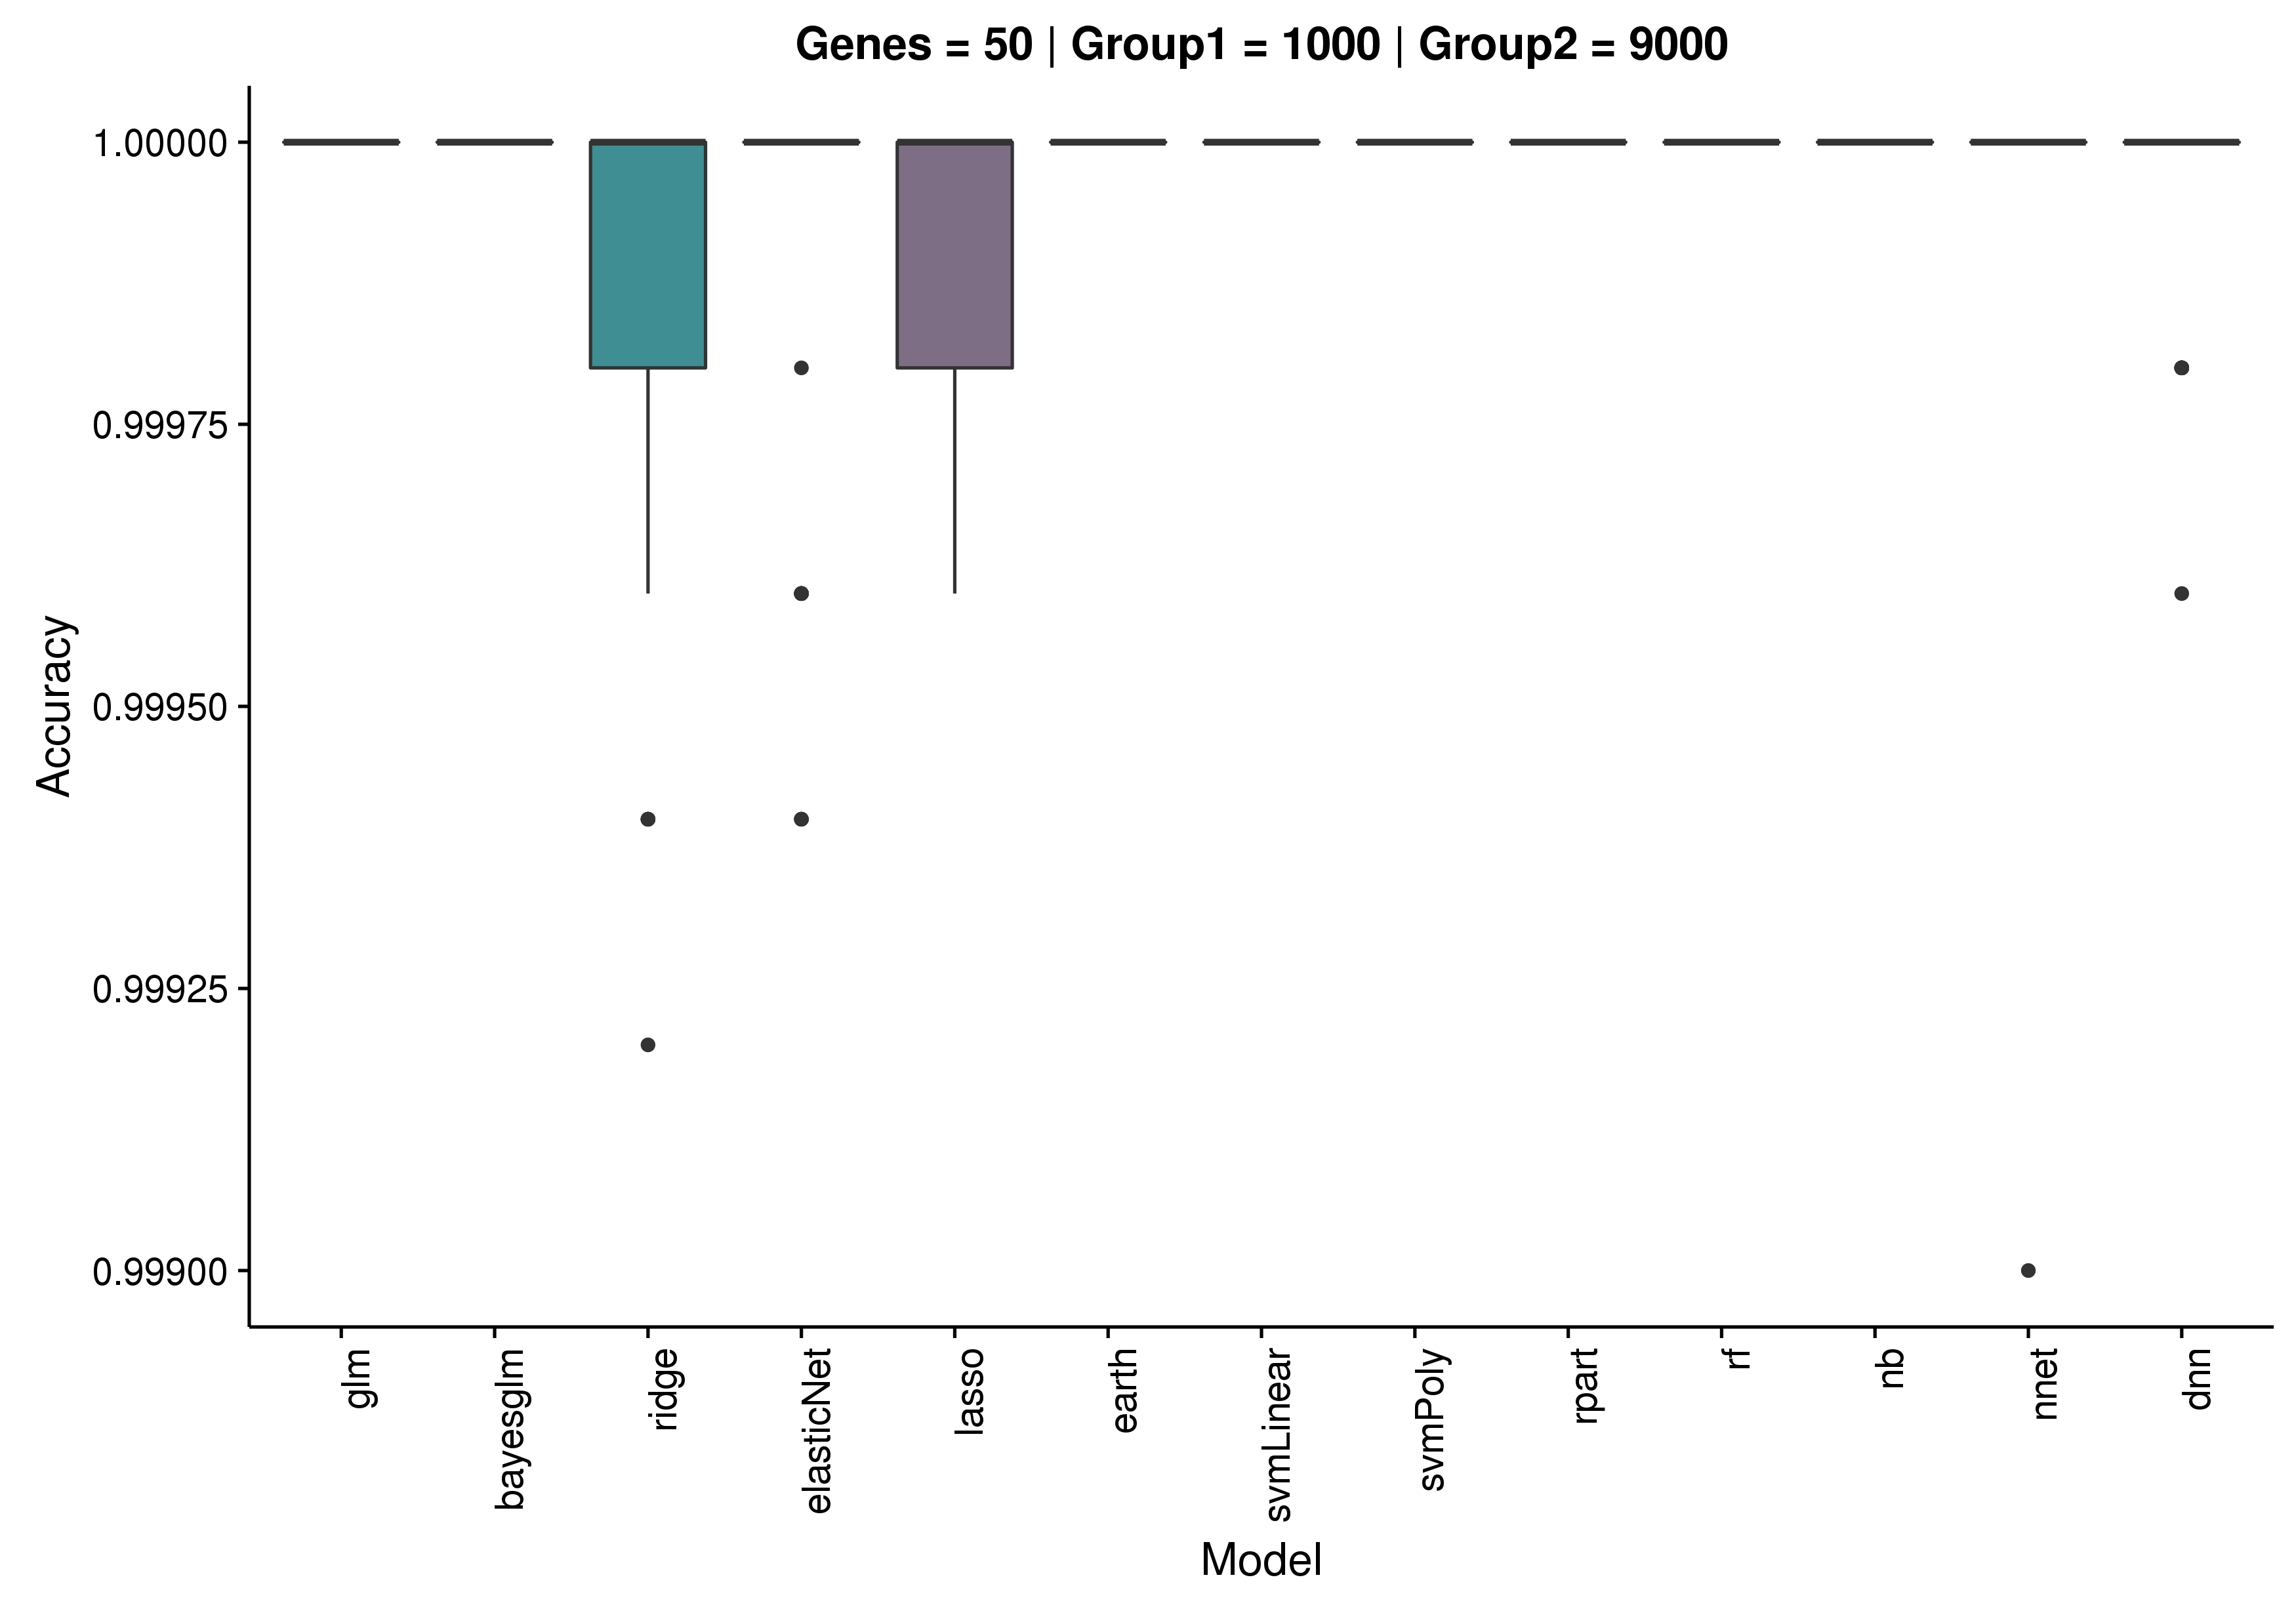 Genes = 50 | Group1 = 1000 | Group2 = 9000
Accuracy
1.00000
0.99975
0.99950
0.99925
0.99900
glm
bayesglm
ridge
elasticNet
lasso
earth
svmLinear
svmPoly
rpart
rf
nb
nnet
dnn
Model